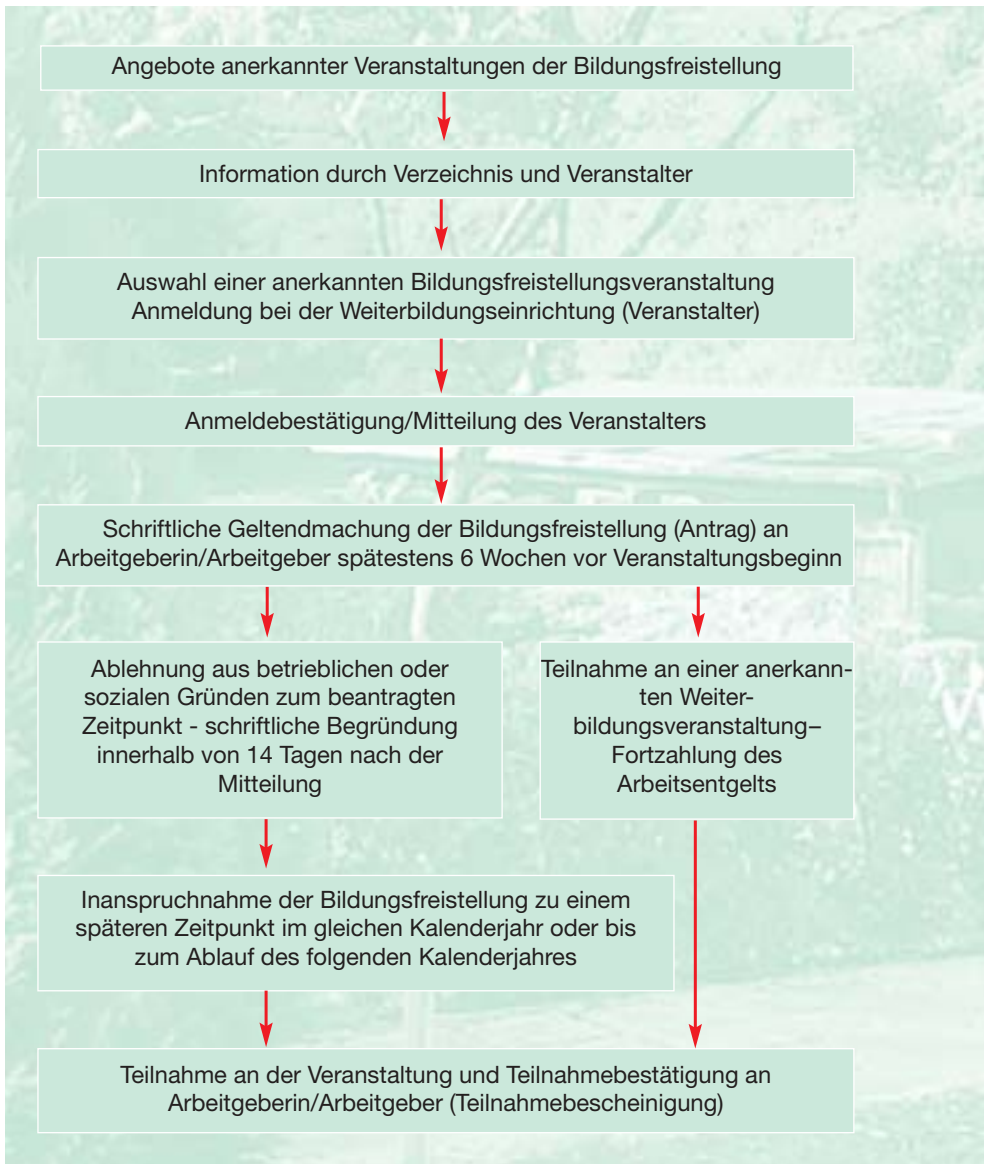 Angebote anerkannter Veranstaltungen der Bildungsfreistellung
Information durch Verzeichnis und Veranstalter
Auswahl einer anerkannten Bildungsfreistellungsveranstaltung
Anmeldung bei der Weiterbildungseinrichtung (Veranstalter)
Anmeldebestätigung/Mitteilung des Veranstalters
Schriftliche Geltendmachung der Bildungsfreistellung (Antrag) an
Arbeitgeberin/Arbeitgeber spätestens 6 Wochen vor Veranstaltungsbeginn
Ablehnung aus betrieblichen oder
sozialen Gründen zum beantragten
Zeitpunkt - schriftliche Begründung
innerhalb von 14 Tagen nach der
Mitteilung
Teilnahme an einer anerkann-
ten Weiter-
bildungsveranstaltung–
Fortzahlung des
Arbeitsentgelts
Inanspruchnahme der Bildungsfreistellung zu einem
späteren Zeitpunkt im gleichen Kalenderjahr oder bis
zum Ablauf des folgenden Kalenderjahres
Teilnahme an der Veranstaltung und Teilnahmebestätigung an
Arbeitgeberin/Arbeitgeber (Teilnahmebescheinigung)